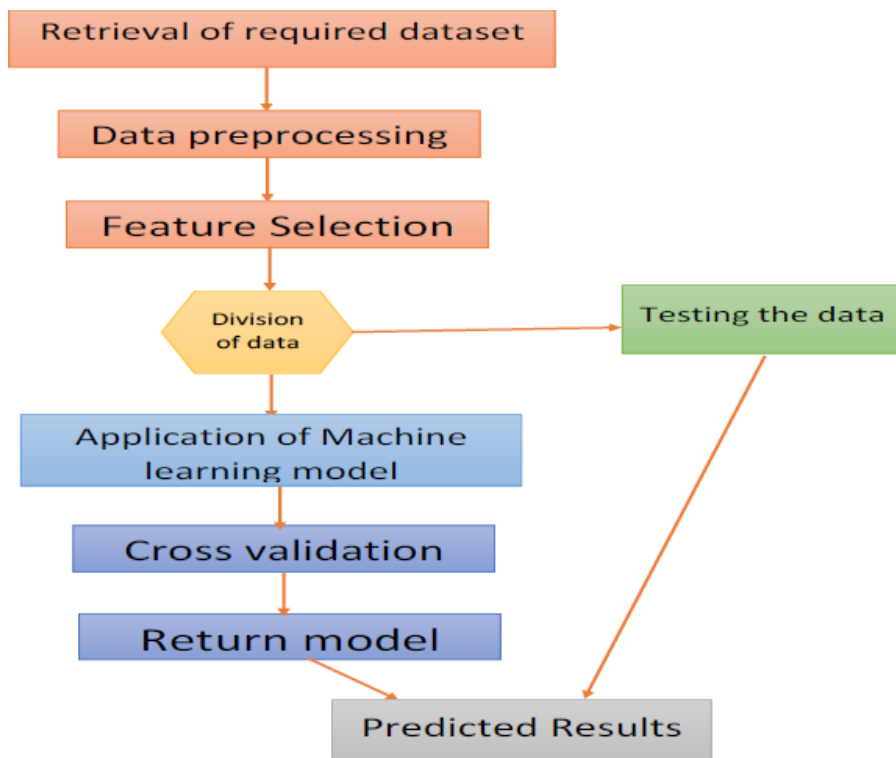 Retrieval of required dataset
Data preprocessing
Feature Selection
Division
of data
Testing the data
Application of Machine
learning model
Cross validation
Return model
Predicted Results